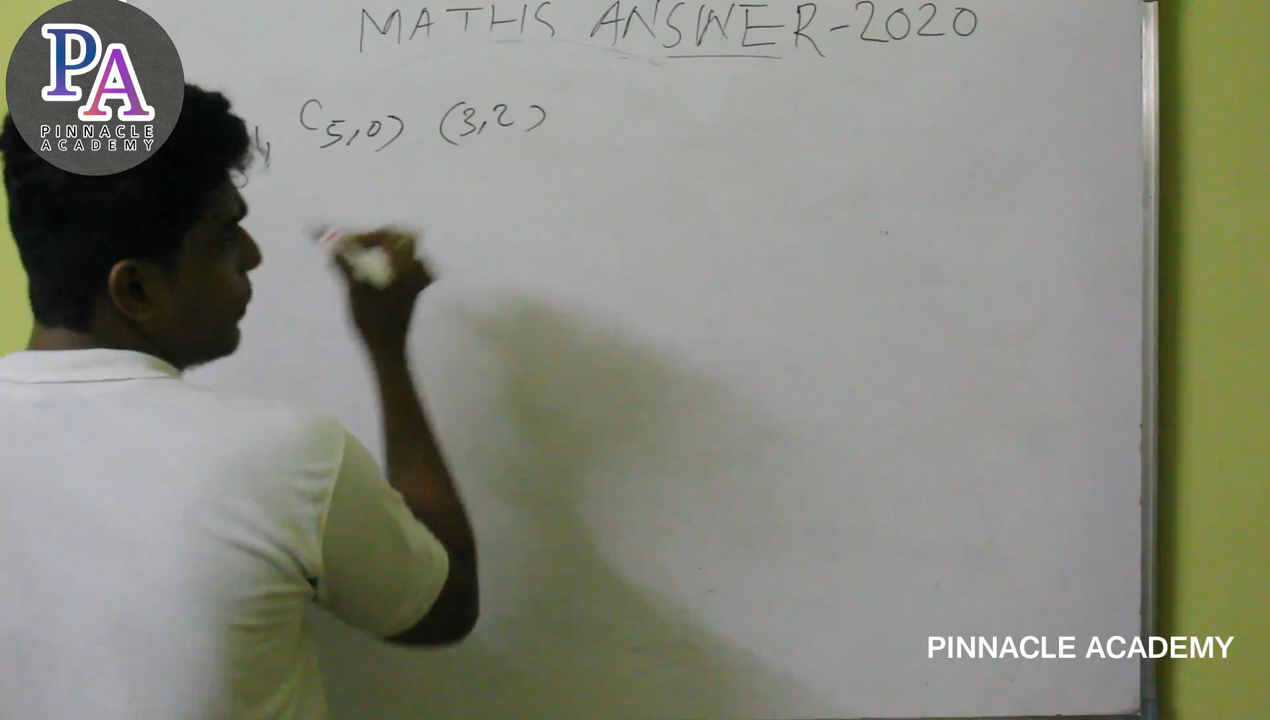 MATHS ANSWER-2020
PA
PINNACLE
ACADEMY
(5,0) (3,2)
PINNACLE ACADEMY